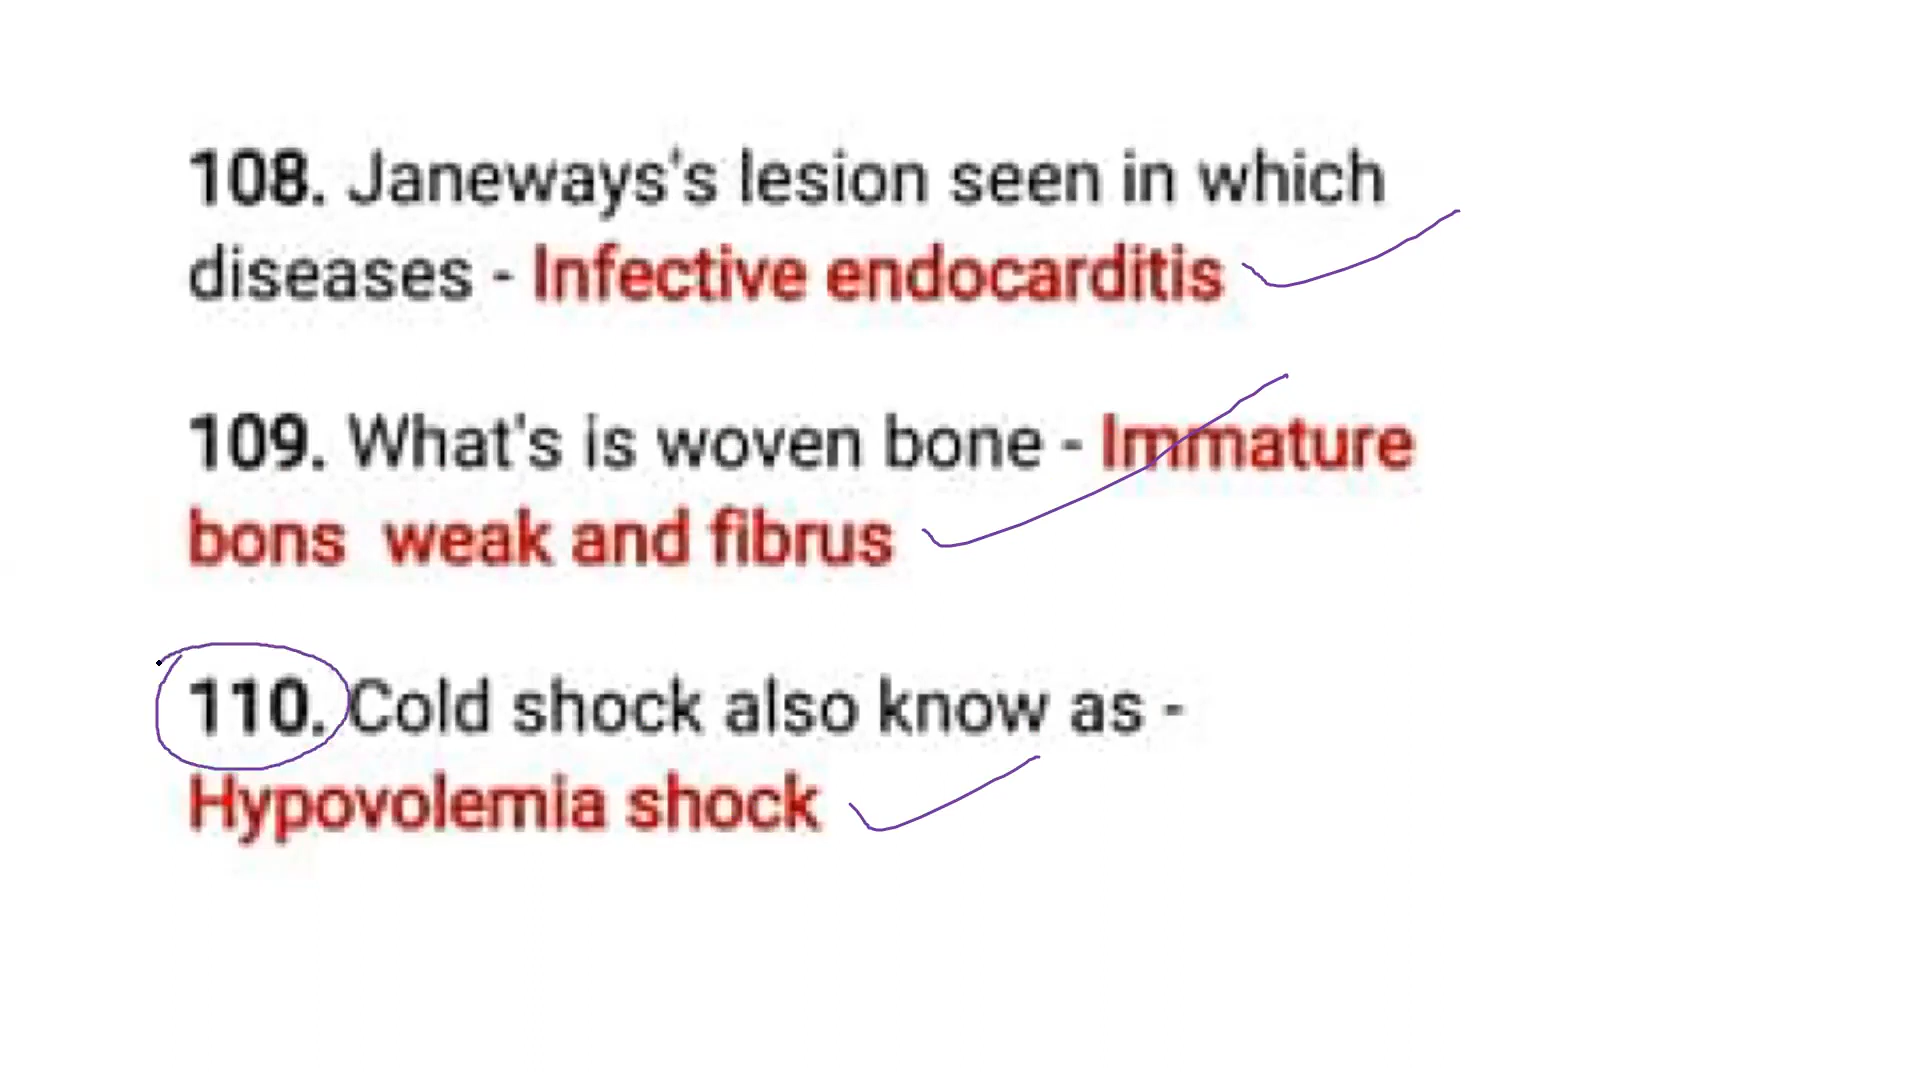 108. Janeways's lesion seen in which
diseases - Infective endocarditis
109. What's is woven bone - Immature
bons weak and fibrus
110. Cold shock also know as -
Hypovolemia shock